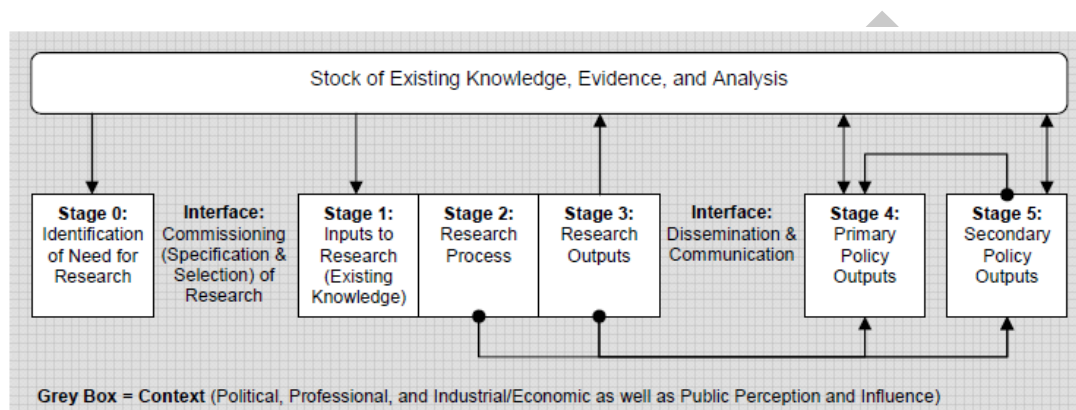 Stock of Existing Knowledge, Evidence, and Analysis
Stage 0:
Identification
of Need for
Research
Interface:
Commissioning
(Specification &
Selection) of
Research
Stage 1:
Inputs to
Research
(Existing
Knowledge)
Stage 2:
Research
Process
Stage 3:
Research
Outputs
Interface:
Dissemination &
Communication
Stage 4:
Primary
Policy
Outputs
Stage 5:
Secondary
Policy
Outputs
Grey Box = Context (Political, Professional, and Industrial/Economic as well as Public Perception and Influence)